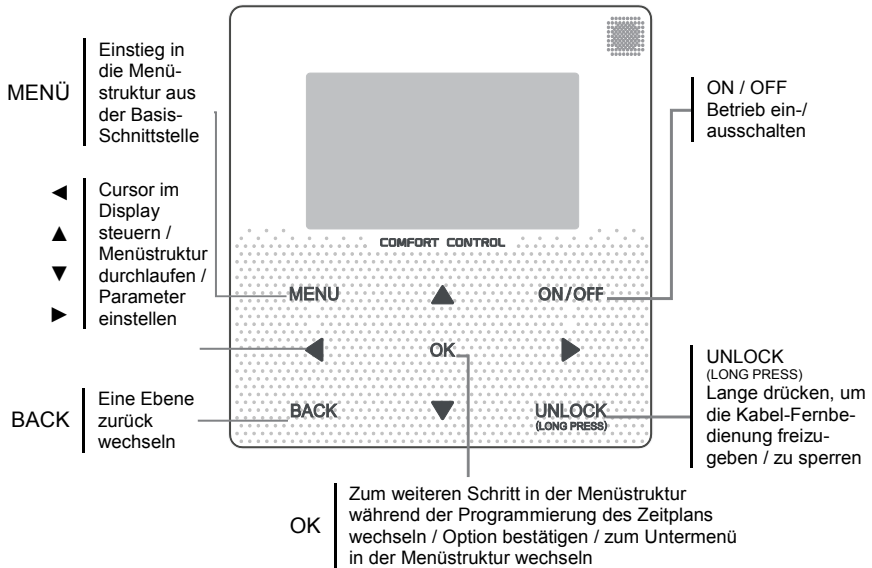 MENÜ
Einstieg in
die Menü-
struktur aus
der Basis-
Schnittstelle
◄
▲
▼
►
Cursor im
Display
steuern /
Menüstruktur
durchlaufen /
Parameter
einstellen
BACK
Eine Ebene
zurück
wechseln
COMFORT CONTROL
MENU
ON/OFF
OK
BACK
UNLOCK
(LONG PRESS)
ON / OFF
Betrieb ein-/
ausschalten
UNLOCK
(LONG PRESS)
Lange drücken, um
die Kabel-Fernbe-
dienung freizu-
geben / zu sperren
OK
Zum weiteren Schritt in der Menüstruktur
während der Programmierung des Zeitplans
wechseln / Option bestätigen / zum Untermenü
in der Menüstruktur wechseln